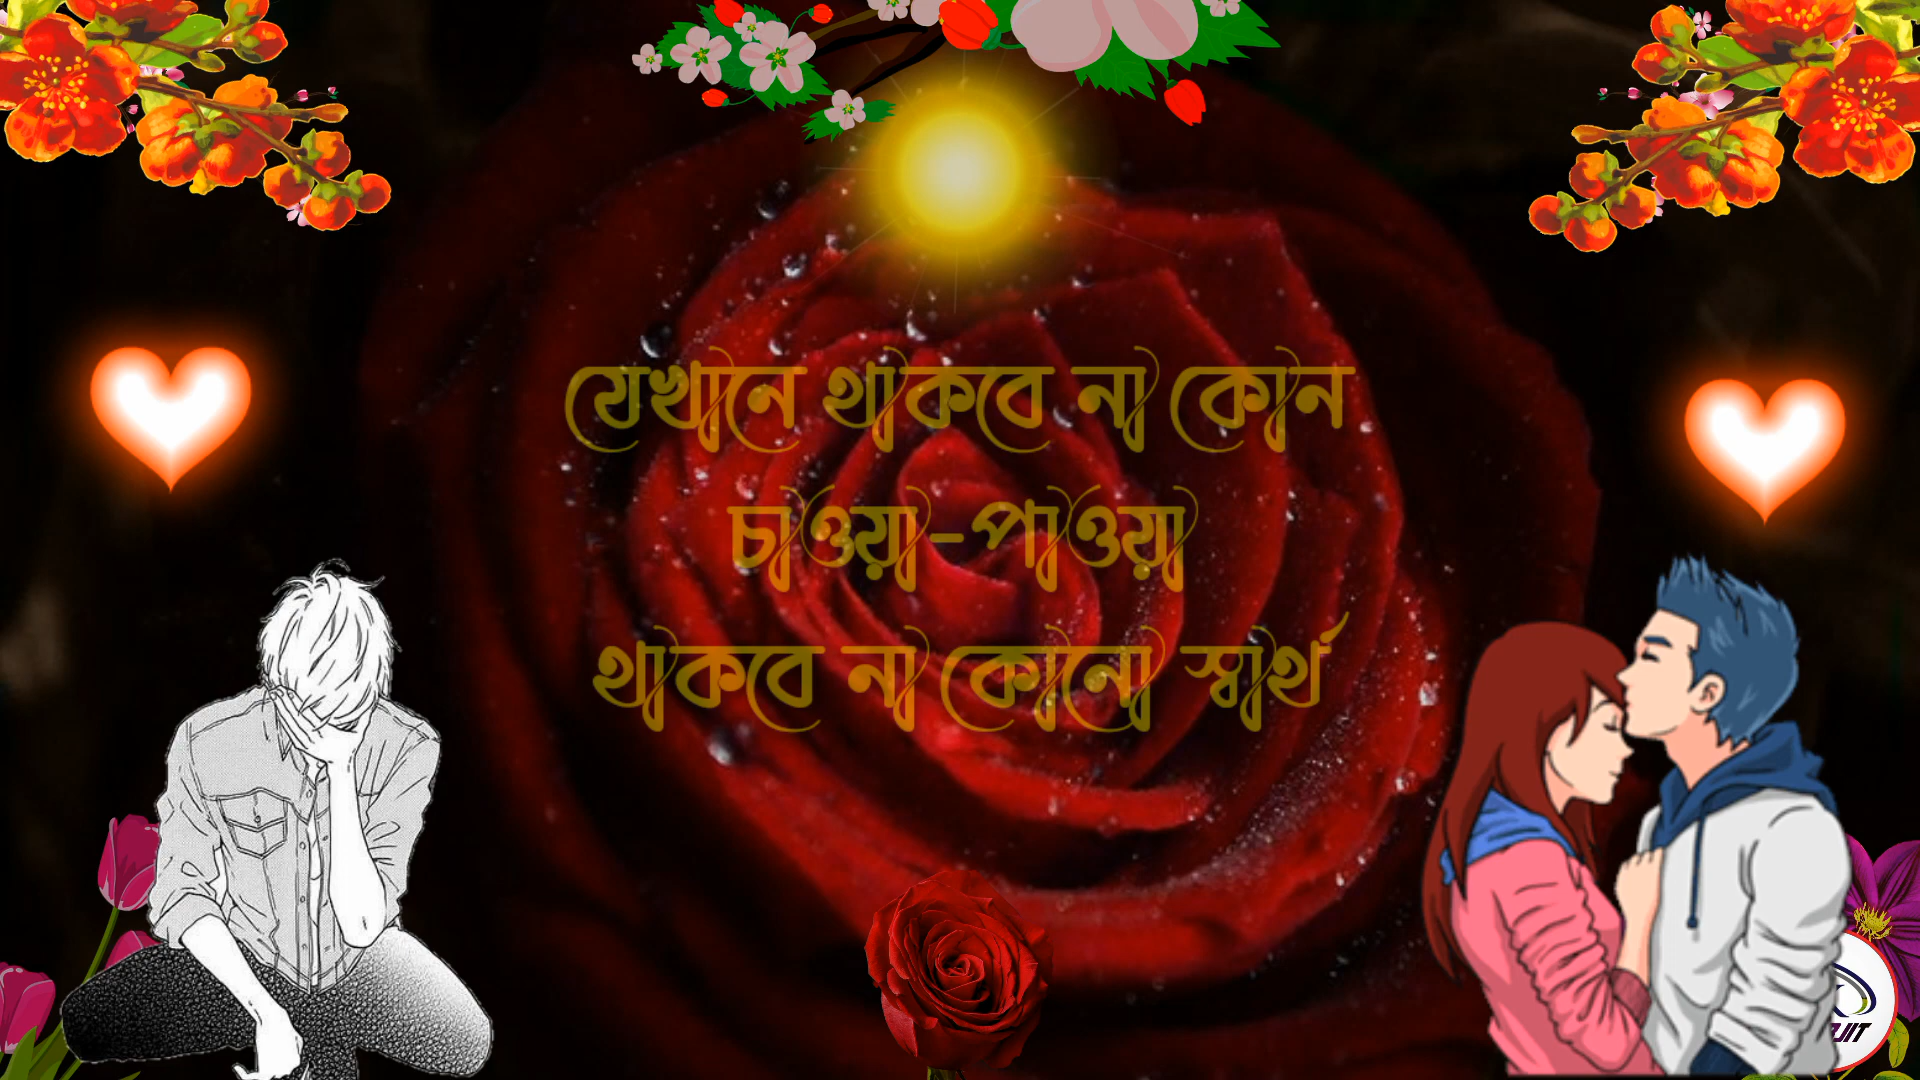 যেখানে থাকবে না কোন
চাওয়া-পাওয়া
থাকবে না কোনো স্বার্থ